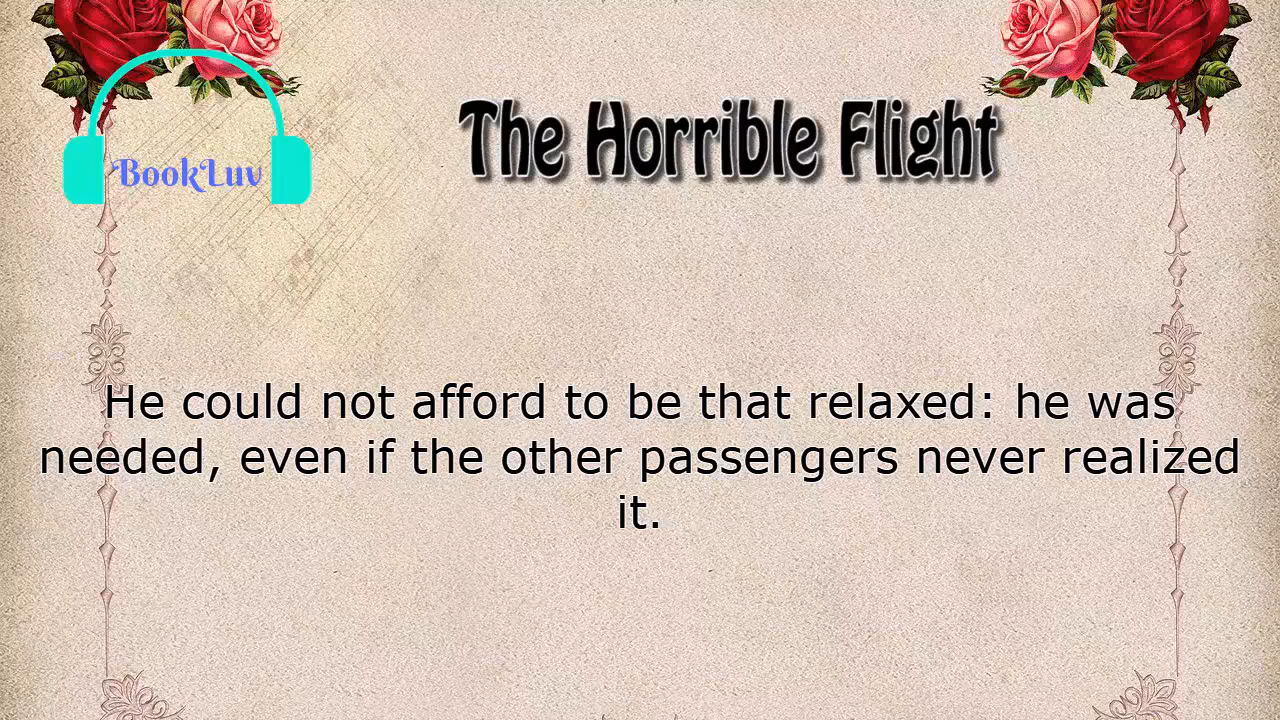 The Horrible Flight
BookLuv
He could not afford to be that relaxed: he was
needed, even if the other passengers never realized
it.